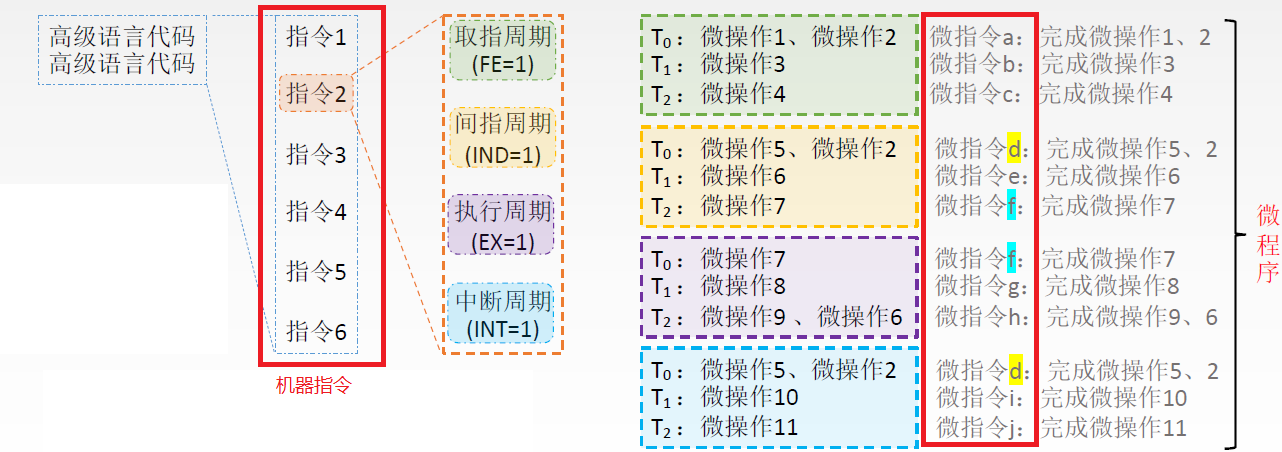 高级语言代码
高级语言代码
指令1
指令2
指令3
指令4
指令5
指令6
机器指令
取指周期
(FE=1)
间指周期
(IND=1)
执行周期
(EX=1)
中断周期
(INT=1)
T0：微操作1、微操作2
T1：微操作3
T2：微操作4
T0：微操作5、微操作2
T1：微操作6
T2：微操作7
T0：微操作7
T1：微操作8
T2：微操作9 、微操作6
T0：微操作5、微操作2
T1：微操作10
T2：微操作11
微指令a：完成微操作1、2
微指令b：完成微操作3
微指令c：完成微操作4
微指令d：完成微操作5、2
微指令e：完成微操作6
微指令f：完成微操作7
微指令f：完成微操作7
微指令g：完成微操作8
微指令h：完成微操作9、6
微指令d：完成微操作5、2
微指令i：完成微操作10
微指令j：完成微操作11
微程序